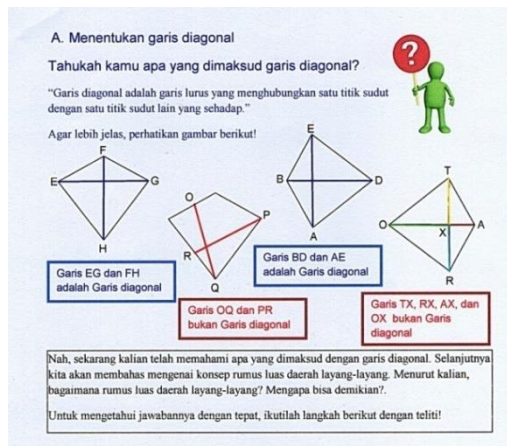 A. Menentukan garis diagonal
Tahukah kamu apa yang dimaksud garis diagonal?
“Garis diagonal adalah garis lurus yang menghubungkan satu titik sudut
dengan satu titik sudut lain yang sehadap.”
Agar lebih jelas, perhatikan gambar berikut!
?
F
E
G
H
O
P
R
Q
E
B
D
A
T
O
A
X
R
Garis EG dan FH
adalah Garis diagonal
Garis OQ dan PR
bukan Garis diagonal
Garis BD dan AE
adalah Garis diagonal
Garis TX, RX, AX, dan
OX bukan Garis
diagonal
Nah, sekarang kalian telah memahami apa yang dimaksud dengan garis diagonal. Selanjutnya
kita akan membahas mengenai konsep rumus luas daerah layang-layang. Menurut kalian,
bagaimana rumus luas daerah layang-layang? Mengapa bisa demikian?.
Untuk mengetahui jawabannya dengan tepat, ikutilah langkah berikut dengan teliti!